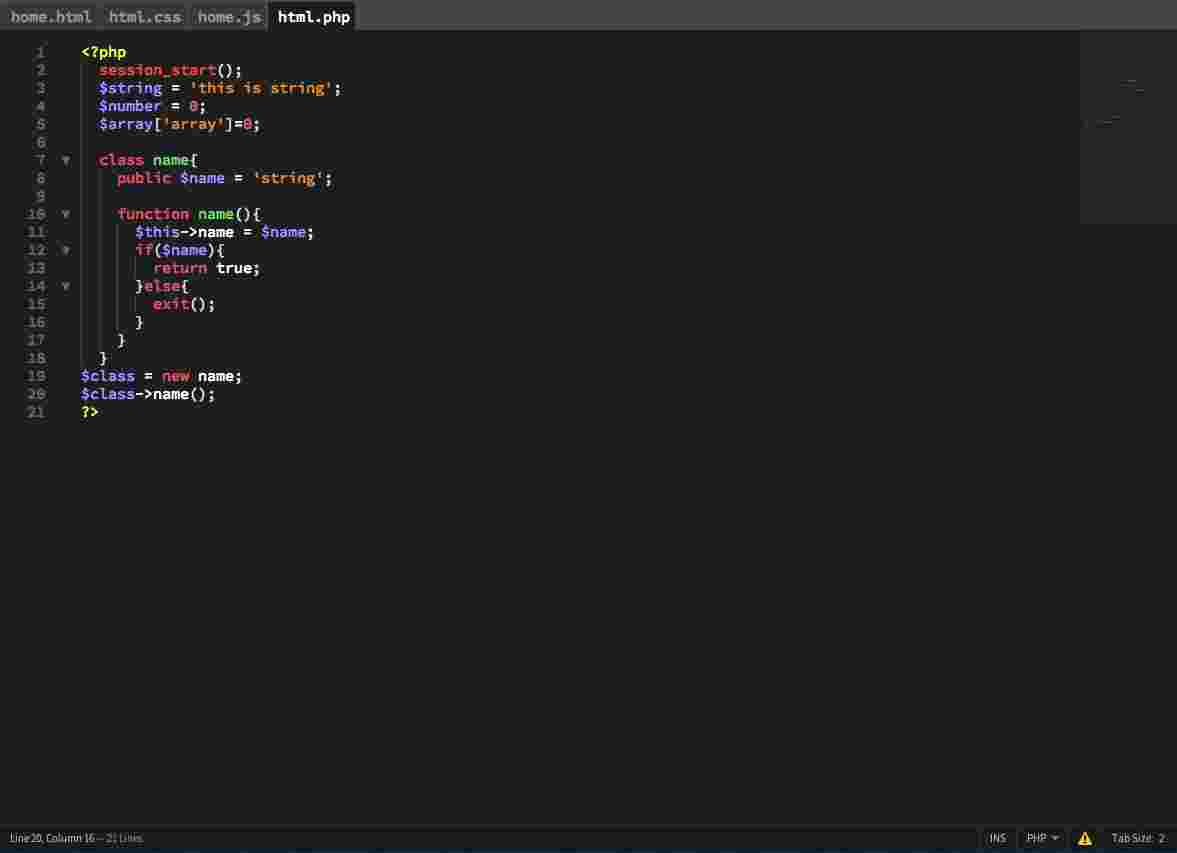 home.html html.css home.js html.php
1 <?php
2 session_start();
3 $string = 'this is string';
4 $number = 0;
5 $array['array']=0;
6
7 class name{
8 public $name = 'string';
9
10 function name(){
11 $this->name = $name;
12 if($name){
13 return true;
14 }else{
15 exit();
16 }
17 }
18 }
19 $class = new name;
20 $class->name();
21 ?>
Line 20, Column 16 — 21 Lines INS PHP Tab Size: 2